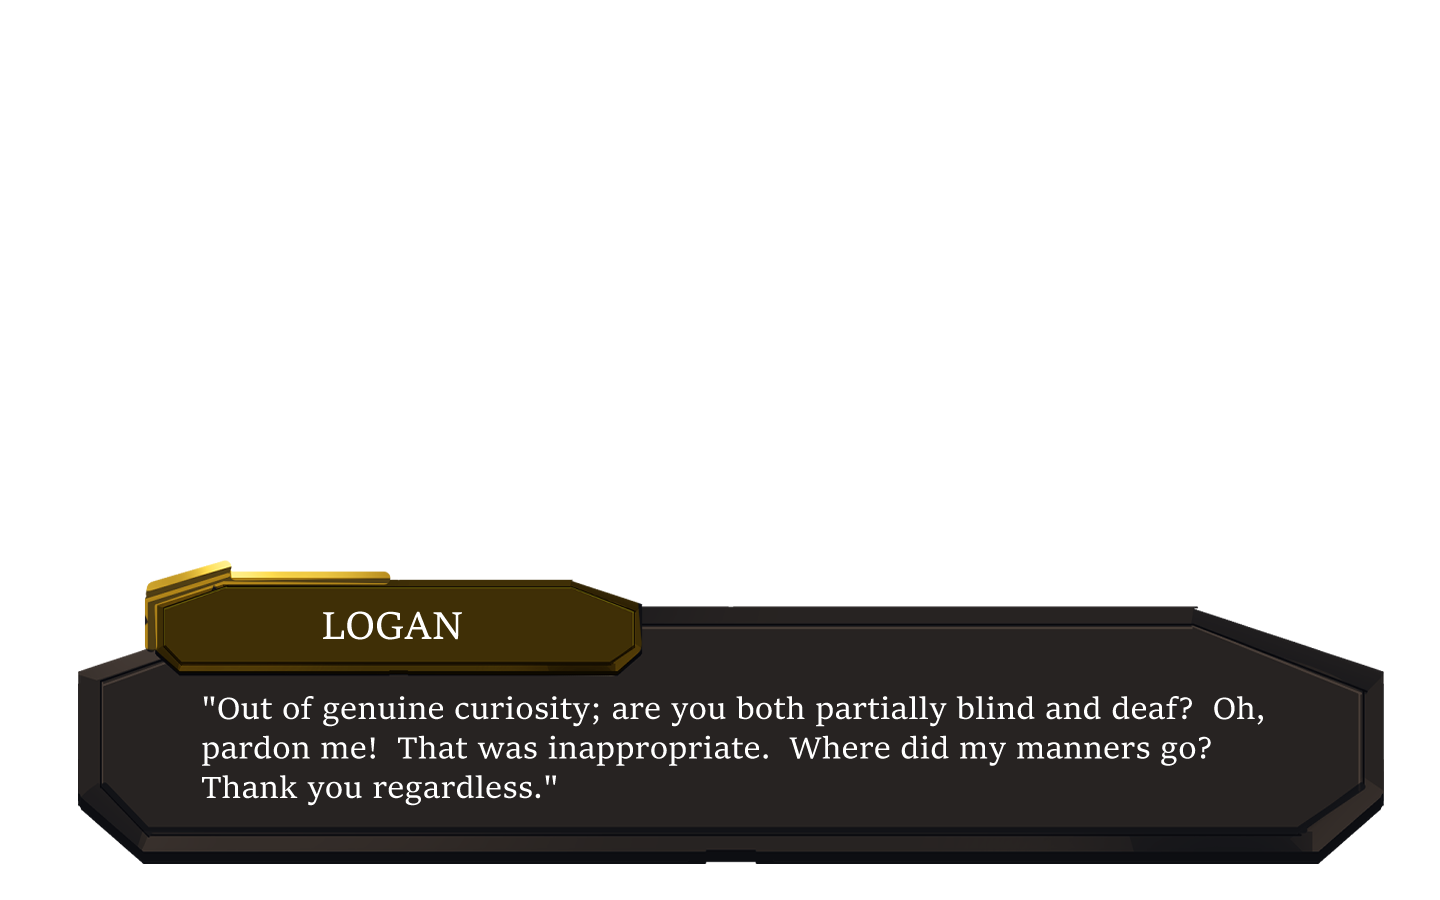 LOGAN
"Out of genuine curiosity; are you both partially blind and deaf?  Oh,
pardon me!  That was inappropriate.  Where did my manners go?
Thank you regardless."